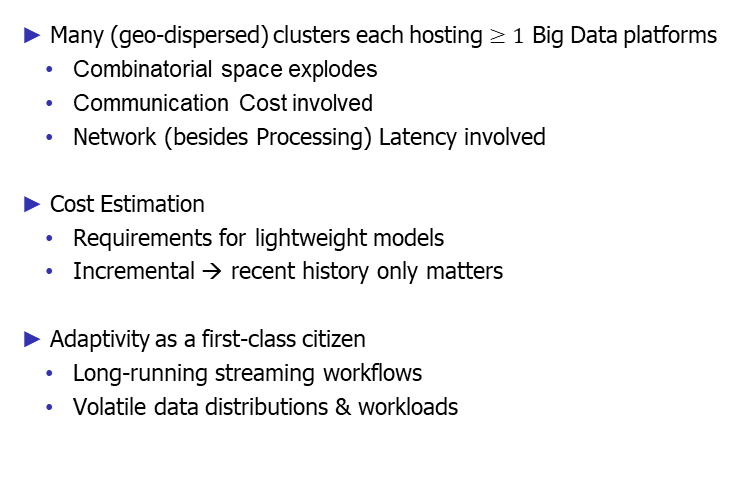 ► Many (geo-dispersed) clusters each hosting ≥ 1 Big Data platforms
• Combinatorial space explodes
• Communication Cost involved
• Network (besides Processing) Latency involved
► Cost Estimation
• Requirements for lightweight models
• Incremental → recent history only matters
► Adaptivity as a first-class citizen
• Long-running streaming workflows
• Volatile data distributions & workloads